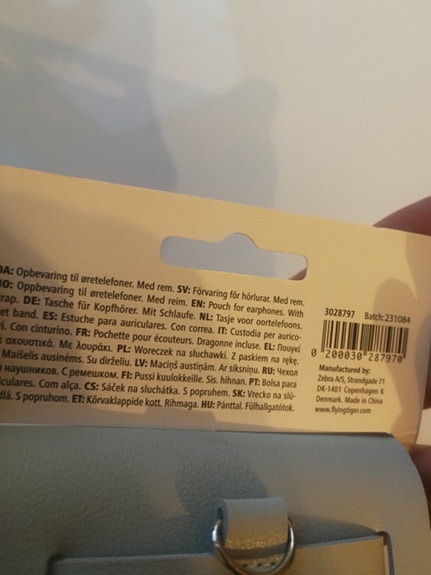 DA: Opbevaring til øretelefoner. Med rem. SV: Förvaring för hörlurar. Med rem.
NO: Oppbevaring til øretelefoner. Med reim. EN: Pouch for earphones. With
strap. DE: Tasche für Kopfhörer. Mit Schlaufe. NL: Tasje voor oortelefoons.
Met band. ES: Estuche para auriculares. Con correa. IT: Custodia per aurico-
lari. Con cinturino. FR: Pochette pour écouteurs. Dragonne incluse. EL: Πουγκί
ακουστικά. Με λουράκι. PL: Woreczek na słuchawki. Z paskiem na rękę.
Maišelis ausinėms. Su dirželiu. LV: Maciņš austiņām. Ar siksniņu. RU: Чехол
наушников. С ремешком. FI: Pussi kuulokkeille. Sis. hihnan. PT: Bolsa para
auriculares. Com alça. CS: Sáček na sluchátka. S popruhem. SK: Vrecko na slú-
chadlá. S popruhom. ET: Kõrvaklappide kott. Rihmaga. HU: Pánttal. Fülhallgatótok.
3028797 Batch:231084
0 200030 287970
Manufactured by:
Zebra A/S, Strandgade 71
DK-1401 Copenhagen K
Denmark. Made in China
www.flyingtiger.com